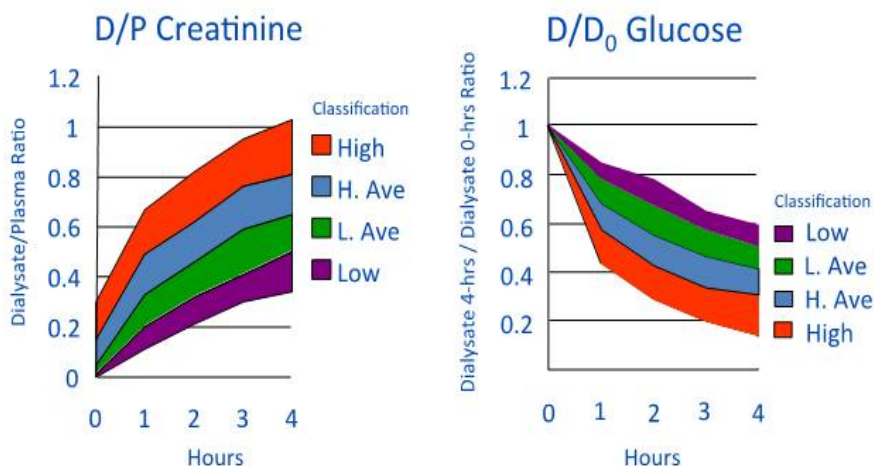 D/P Creatinine
Dialysate/Plasma Ratio
1.2
1
0.8
0.6
0.4
0.2
0
0 1 2 3 4
Hours
Classification
High
H. Ave
L. Ave
Low
D/D₀ Glucose
Dialysate 4-hrs / Dialysate 0-hrs Ratio
1.2
1
0.8
0.6
0.4
0.2
0 1 2 3 4
Hours
Classification
Low
L. Ave
H. Ave
High